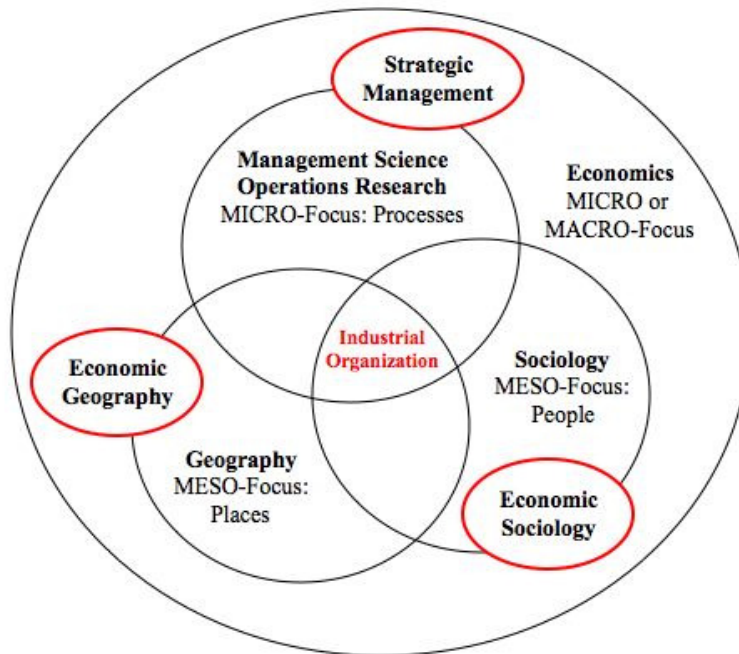 Strategic
Management
Management Science
Operations Research
MICRO-Focus: Processes
Economics
MICRO or
MACRO-Focus
Industrial
Organization
Economic
Geography
Sociology
MESO-Focus:
People
Geography
MESO-Focus:
Places
Economic
Sociology